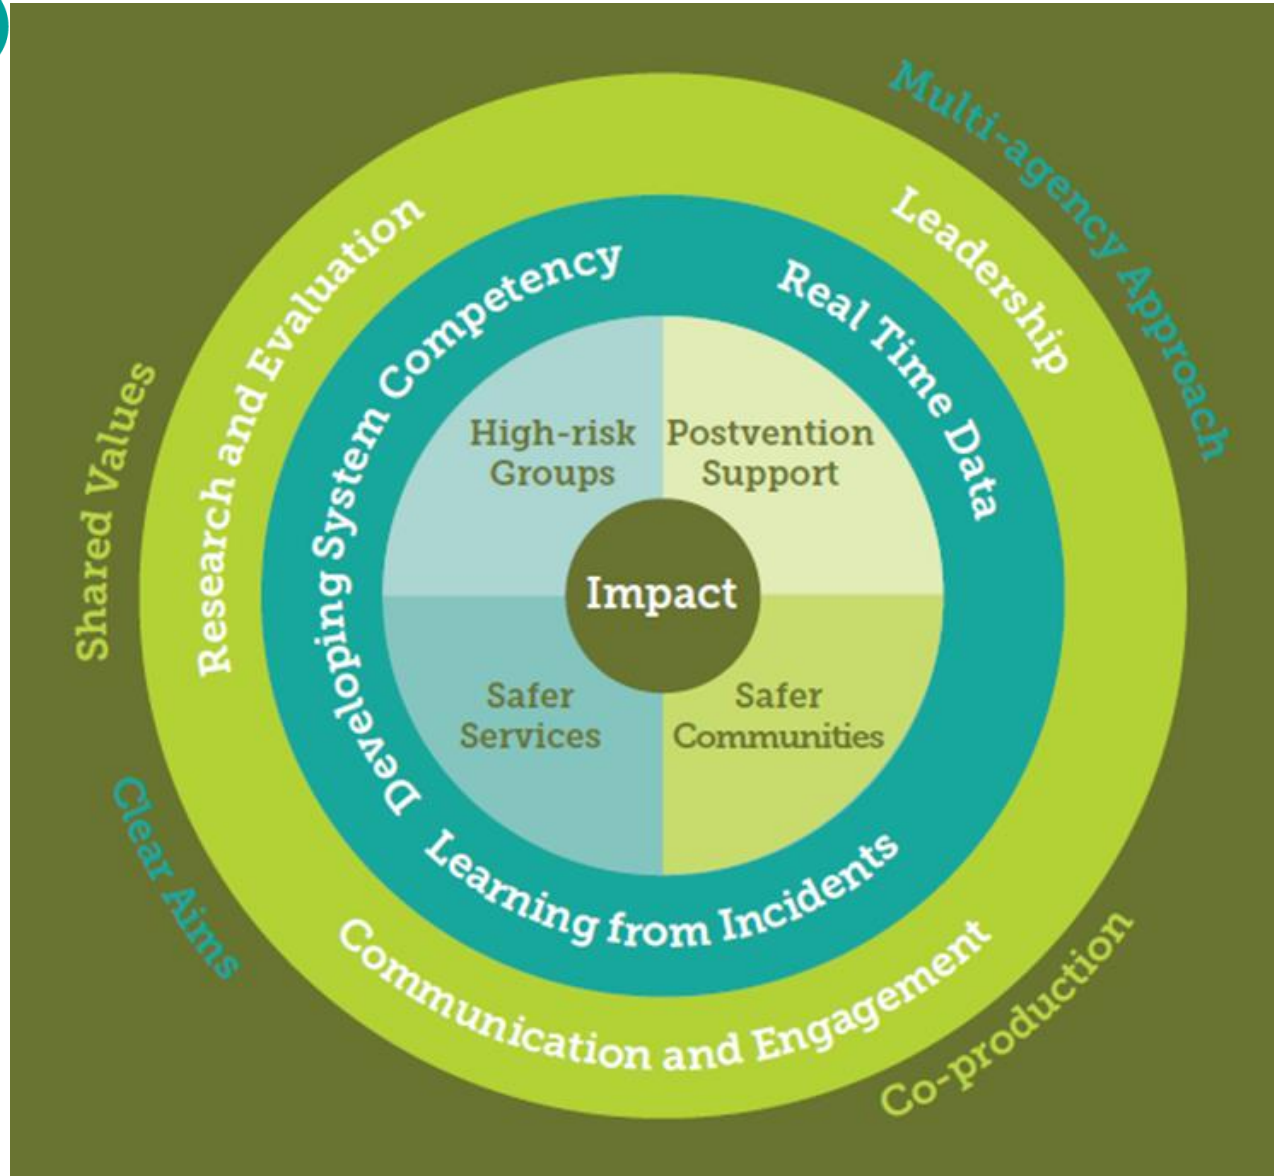 Multi-agency Approach
Leadership
Research and Evaluation
Developing System Competency
Real Time Data
Shared Values
High-risk
Groups
Postvention
Support
Impact
Safer
Services
Safer
Communities
Clear Aims
Learning from Incidents
Communication and Engagement
Co-production